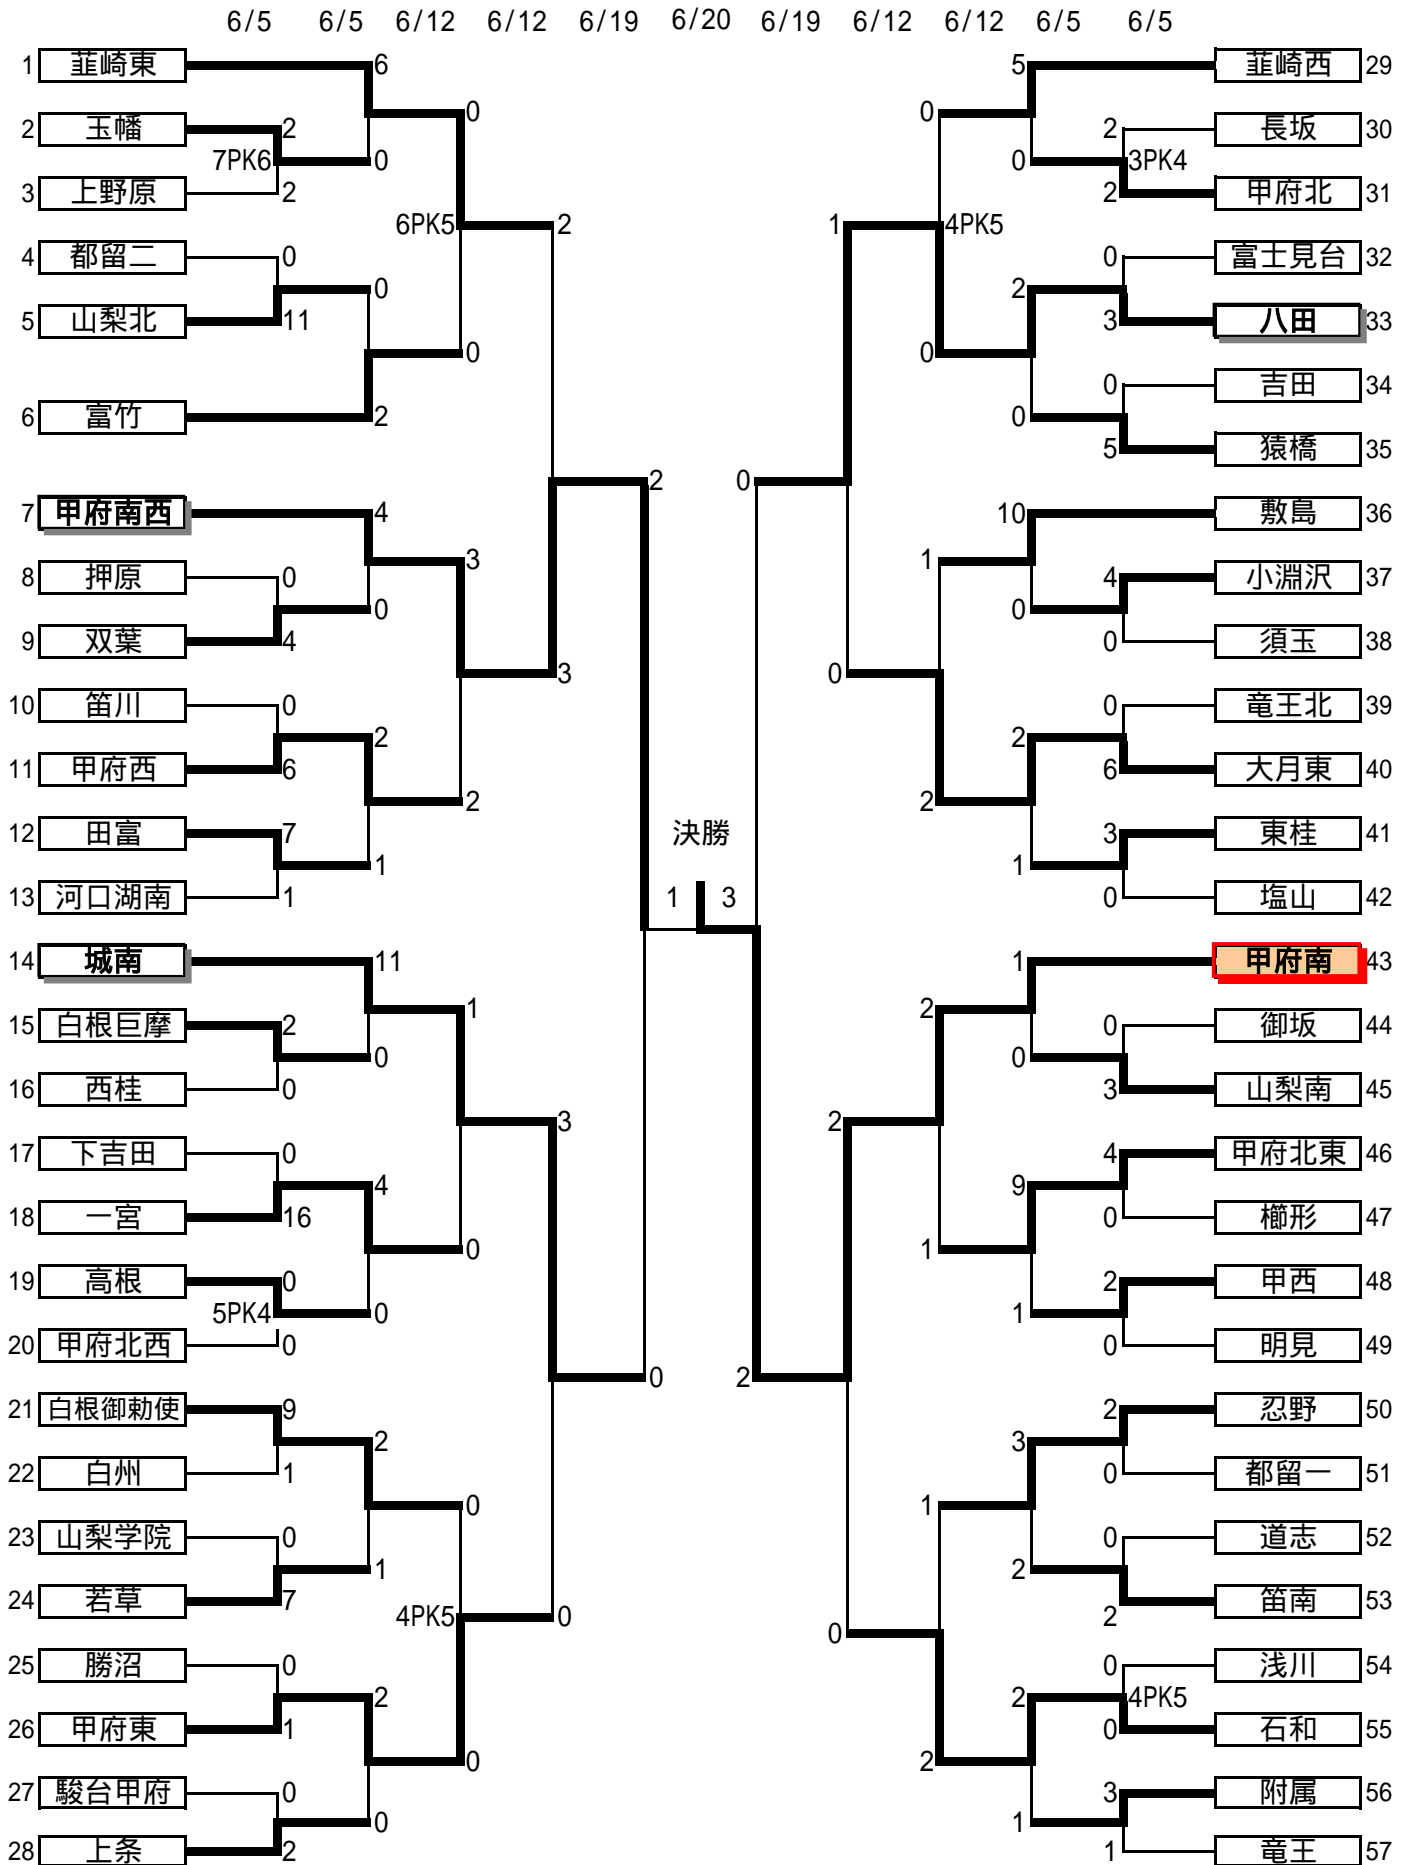 6/5 6/5 6/12 6/12 6/19 6/20 6/19 6/12 6/12 6/5 6/5
1 韮崎東 6 5 韮崎西 29
0 0
2 玉幡 2 2 長坂 30
7PK6 0 0 3PK4
3 上野原 2 2 甲府北 31
6PK5 2 1 4PK5
4 都留二 0 0 富士見台 32
0 2
5 山梨北 11 3 八田 33
0 0
0 吉田 34
6 富竹 2 0
5 猿橋 35
2 0
7 甲府南西 4 10 敷島 36
3 1
8 押原 0 4 小淵沢 37
0 0
9 双葉 4 0 須玉 38
3 0
10 笛川 0 0 竜王北 39
2 2
11 甲府西 6 6 大月東 40
2 2
12 田富 7 決勝 3 東桂 41
1 1
13 河口湖南 1 1 3 0 塩山 42
14 城南 11 1 甲府南 43
1 2
15 白根巨摩 2 0 御坂 44
0 0
16 西桂 0 3 山梨南 45
3 2
17 下吉田 0 4 甲府北東 46
4 9
18 一宮 16 0 櫛形 47
0 1
19 高根 0 2 甲西 48
5PK4 0 1
20 甲府北西 0 0 明見 49
0 2
21 白根御勅使 9 2 忍野 50
2 3
22 白州 1 0 都留一 51
0 1
23 山梨学院 0 0 道志 52
1 2
24 若草 7 2 笛南 53
4PK5 0 0
25 勝沼 0 0 浅川 54
2 2 4PK5
26 甲府東 1 0 石和 55
0 2
27 駿台甲府 0 3 附属 56
0 1
28 上条 2 1 竜王 57